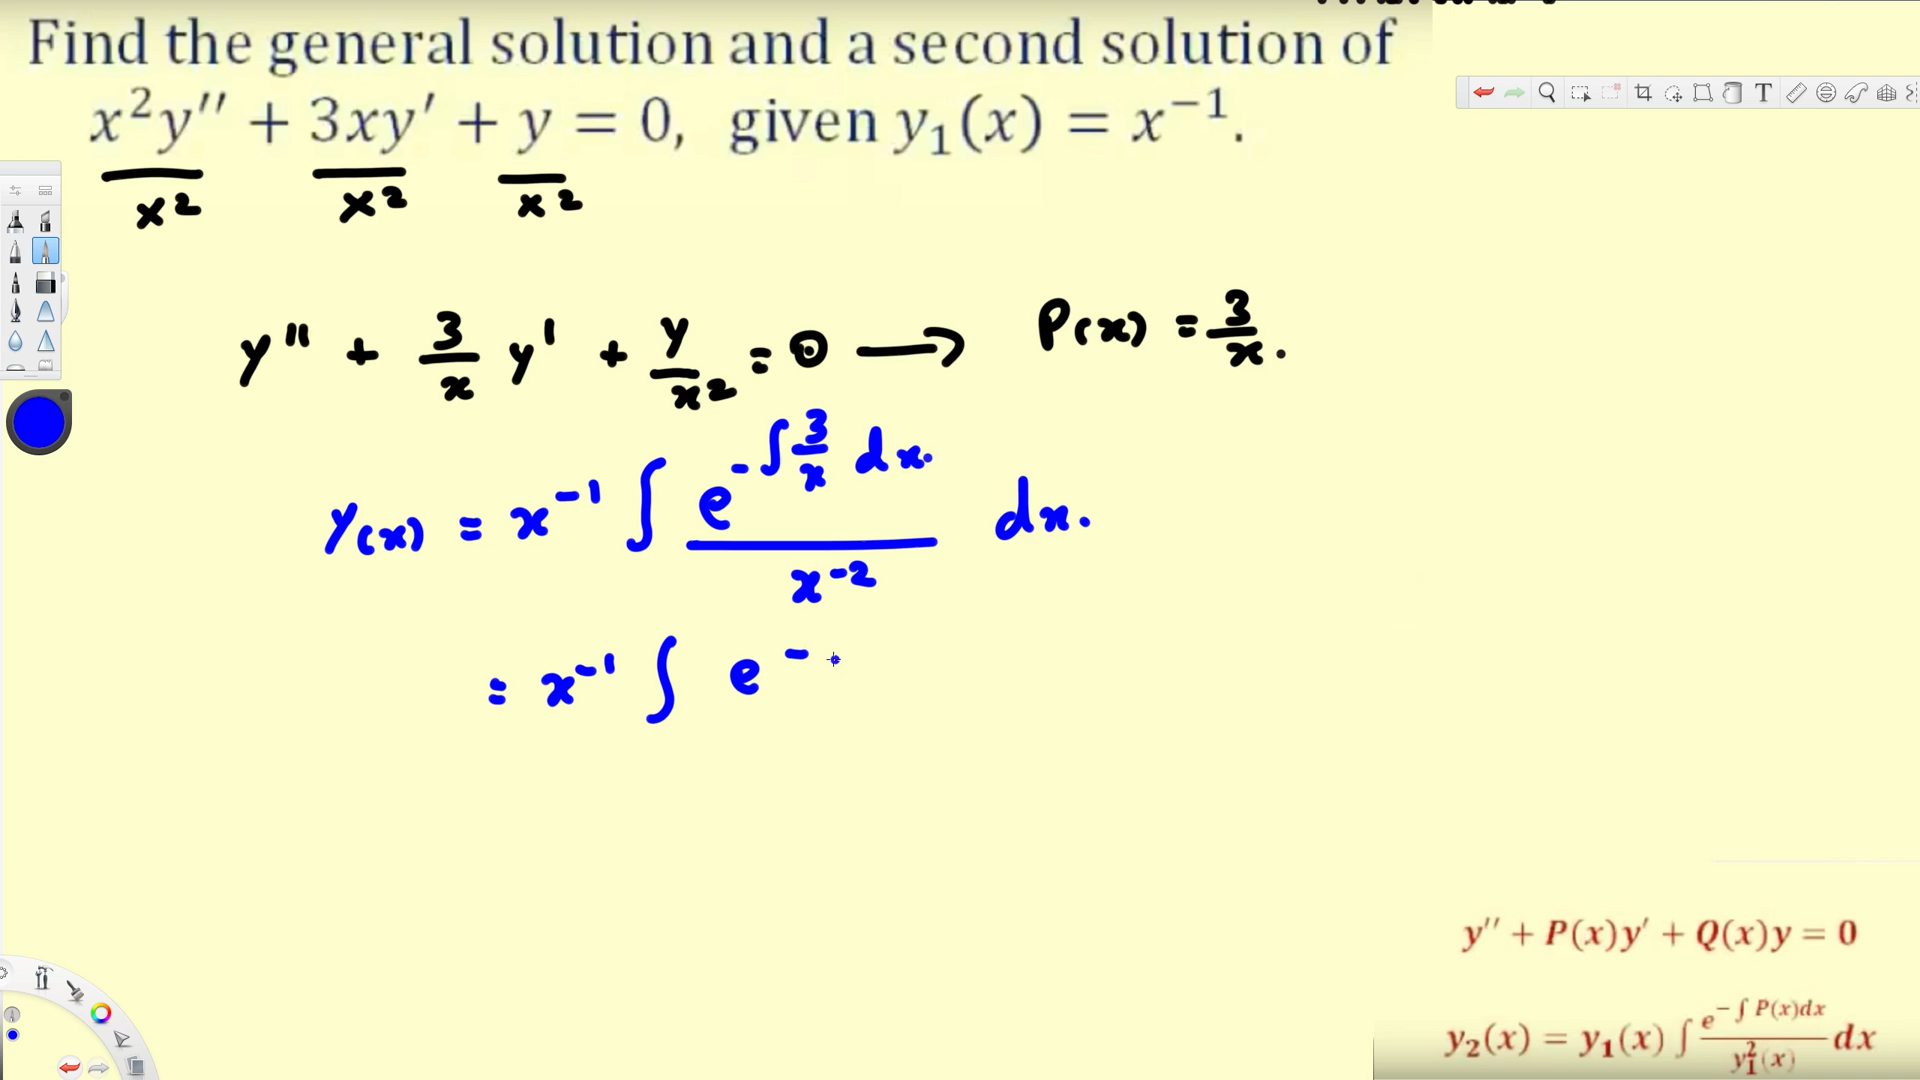 Find the general solution and a second solution of
x²y″ + 3xy′ + y = 0, given y₁(x) = x⁻¹.
x² x² x²
y″ + 3/x y′ + y/x² = 0 → P(x) = 3/x.
y(x) = x⁻¹ ∫ e^(-∫ 3/x dx.) / x⁻² dx.
= x⁻¹ ∫ e⁻
y″ + P(x)y′ + Q(x)y = 0
y₂(x) = y₁(x) ∫ e^(-∫ P(x)dx) / y₁²(x) dx